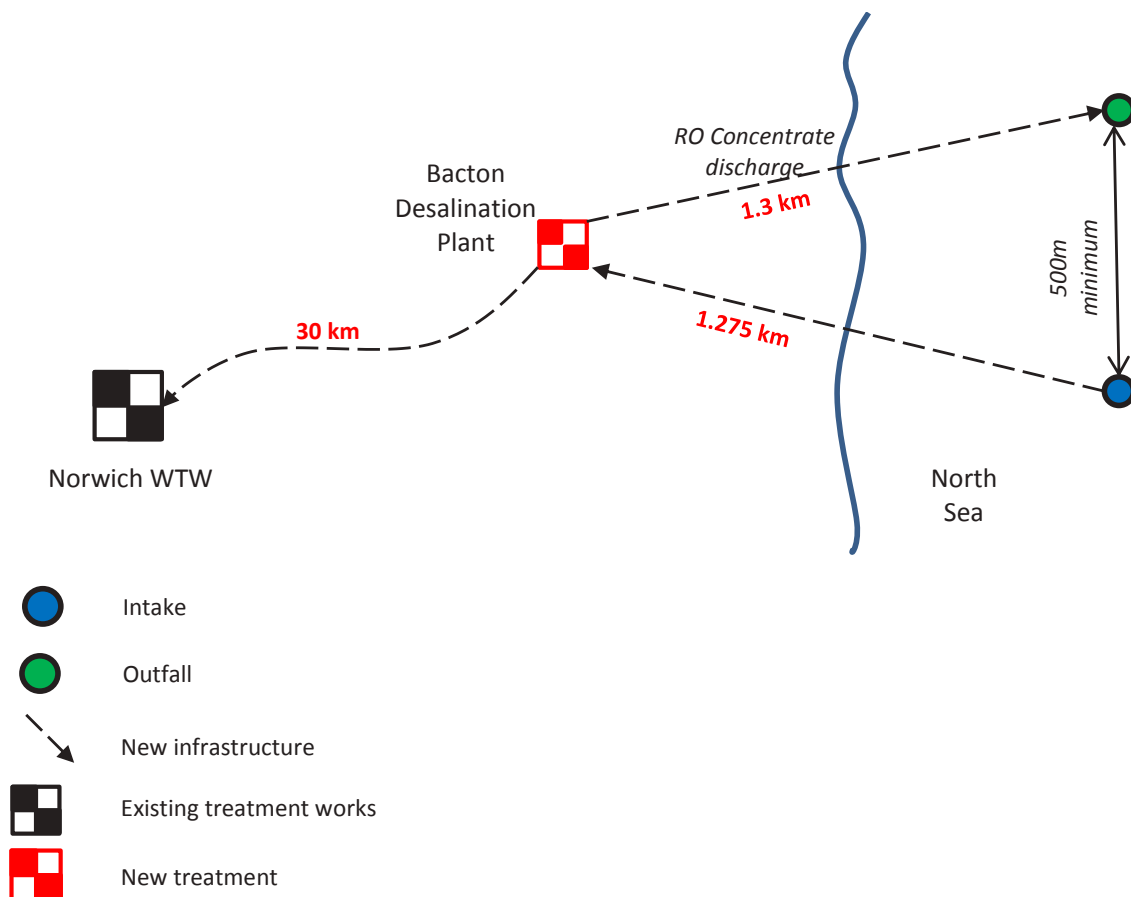 RO Concentrate
discharge
1.3 km
Bacton
Desalination
Plant
500m
minimum
1.275 km
30 km
Norwich WTW
North
Sea
Intake
Outfall
New infrastructure
Existing treatment works
New treatment